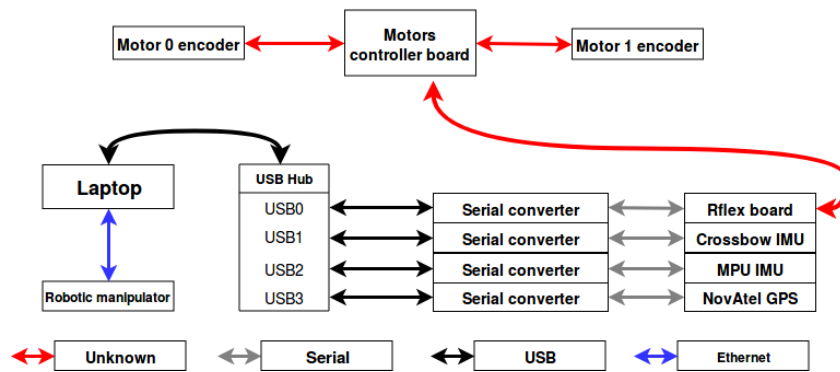 Motor 0 encoder
Motors
controller board
Motor 1 encoder
Laptop
USB Hub
USB0
Serial converter
Rflex board
USB1
Serial converter
Crossbow IMU
USB2
Serial converter
MPU IMU
USB3
Serial converter
NovAtel GPS
Robotic manipulator
Unknown
Serial
USB
Ethernet